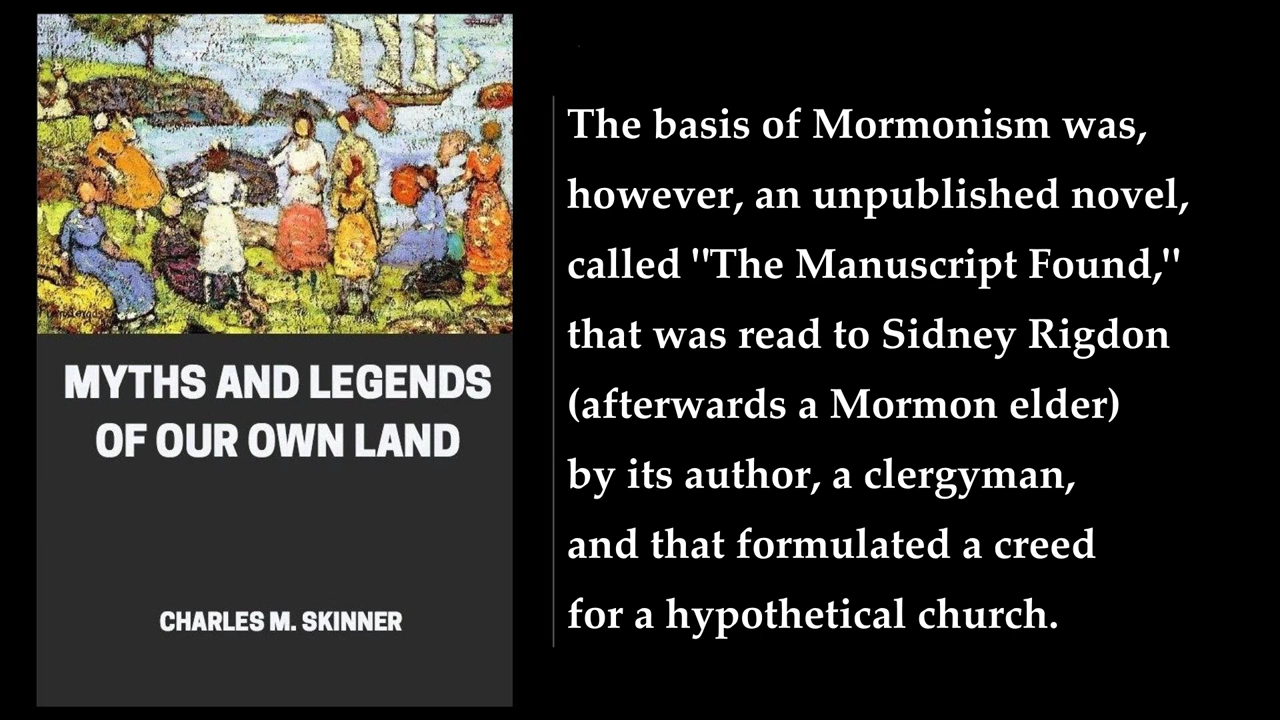 MYTHS AND LEGENDS
OF OUR OWN LAND
CHARLES M. SKINNER
The basis of Mormonism was,
however, an unpublished novel,
called "The Manuscript Found,"
that was read to Sidney Rigdon
(afterwards a Mormon elder)
by its author, a clergyman,
and that formulated a creed
for a hypothetical church.